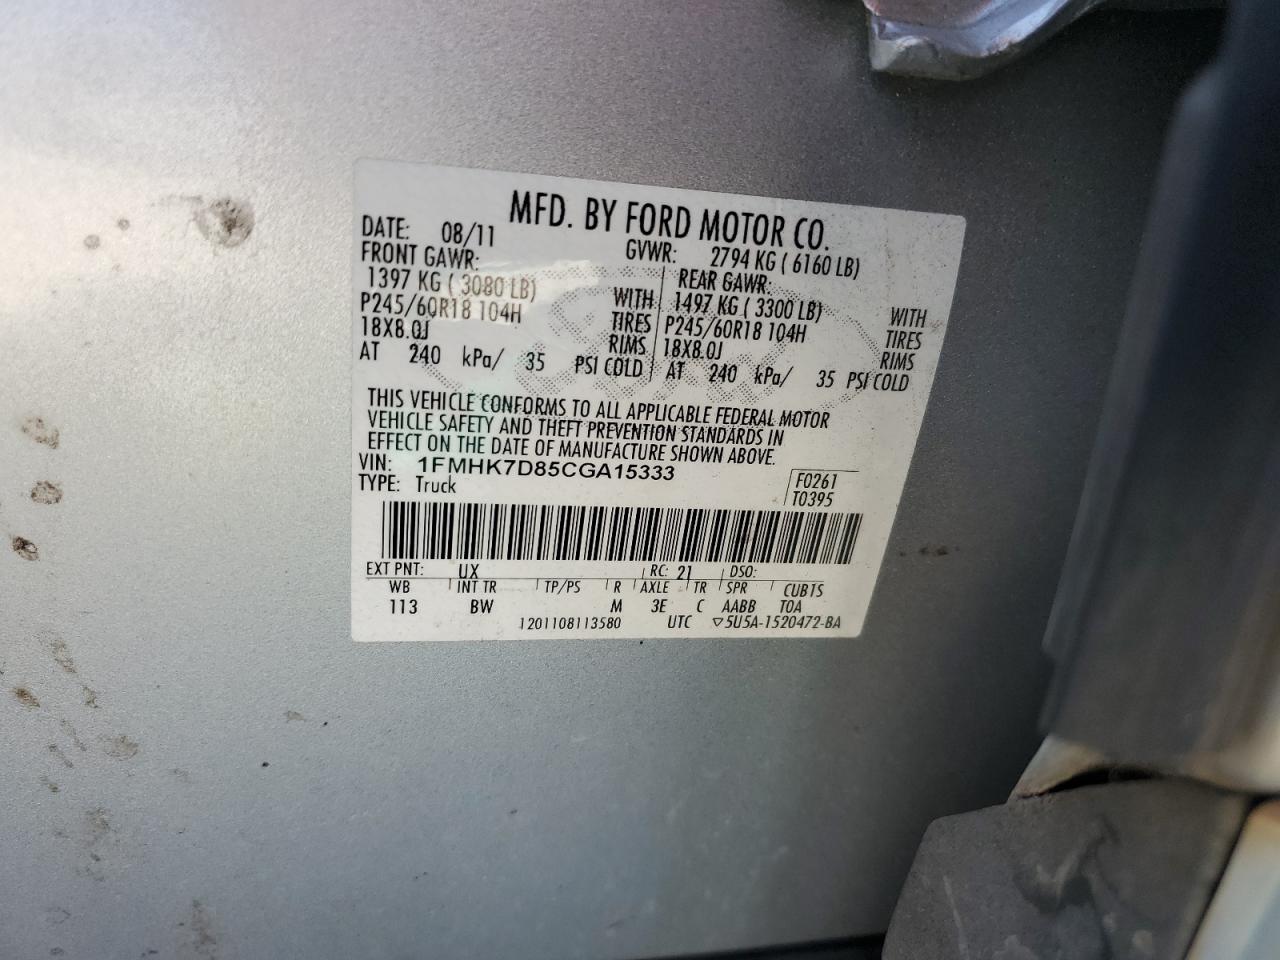 MFD. BY FORD MOTOR CO.
DATE: 08/11 GVWR: 2794 KG ( 6160 LB)
FRONT GAWR: REAR GAWR:
1397 KG ( 3080 LB) WITH 1497 KG ( 3300 LB) WITH
P245/60R18 104H TIRES P245/60R18 104H TIRES
18X8.0J RIMS 18X8.0J RIMS
AT 240 kPa/ 35 PSI COLD AT 240 kPa/ 35 PSI COLD
THIS VEHICLE CONFORMS TO ALL APPLICABLE FEDERAL MOTOR
VEHICLE SAFETY AND THEFT PREVENTION STANDARDS IN
EFFECT ON THE DATE OF MANUFACTURE SHOWN ABOVE.
VIN: 1FMHK7D85CGA15333 F0261
TYPE: Truck T0395
EXT PNT: UX RC: 21 DSO:
WB INT TR TP/PS R AXLE TR SPR CUBTS
113 BW M 3E C AABB TOA
1201108113580 UTC ▽5U5A-1520472-BA